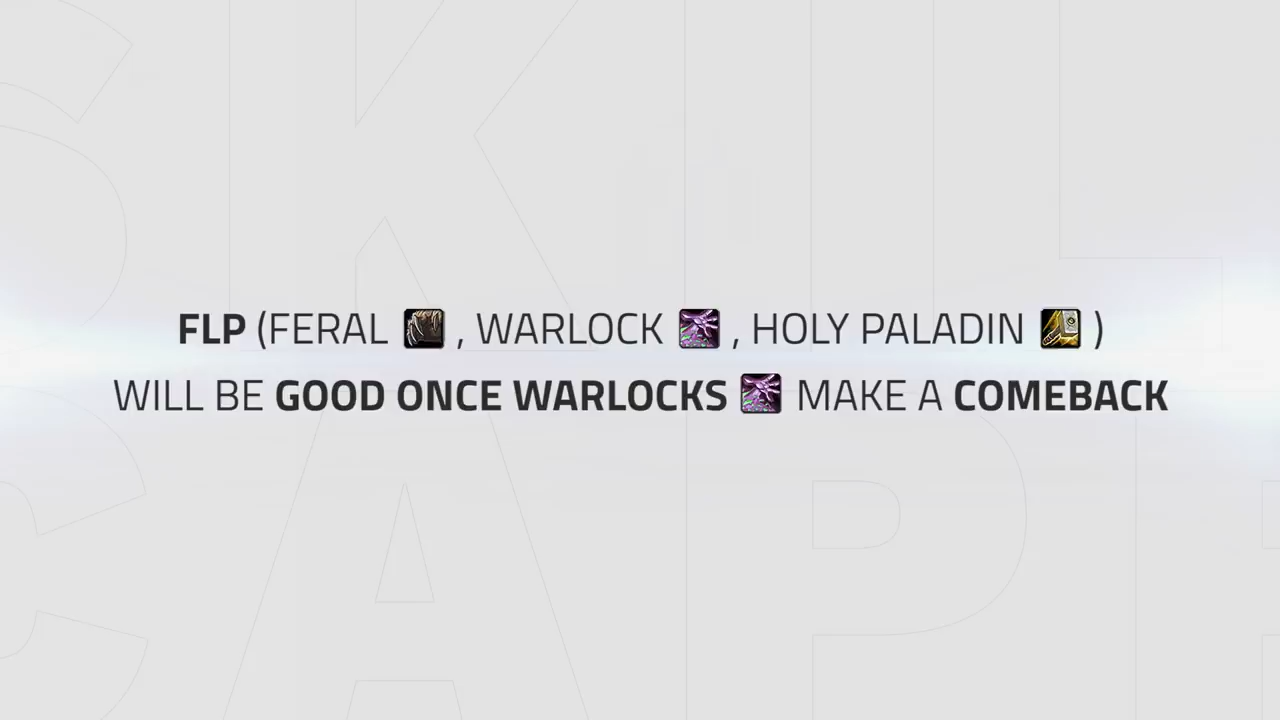 FLP (FERAL , WARLOCK , HOLY PALADIN )
WILL BE GOOD ONCE WARLOCKS MAKE A COMEBACK